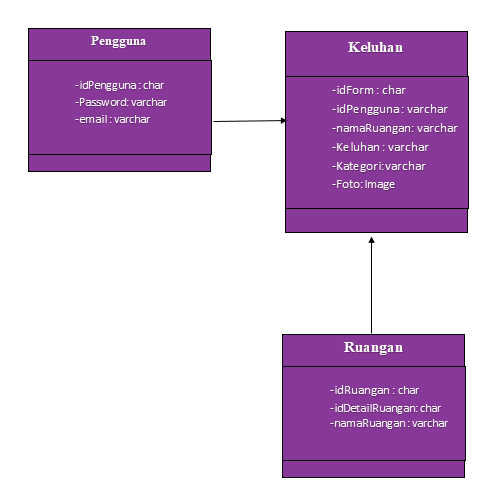 Pengguna
-idPengguna : char
-Password: varchar
-email : varchar
Keluhan
-idForm : char
-idPengguna : varchar
-namaRuangan: varchar
-Keluhan : varchar
-Kategori: varchar
-Foto: Image
Ruangan
-idRuangan : char
-idDetailRuangan: char
-namaRuangan : varchar